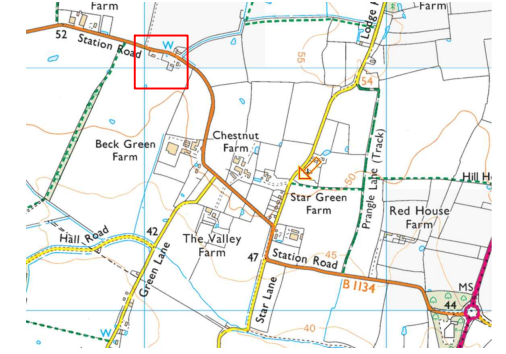 Farm
Farm
52
Station Road
W
Lodge
55
54
Chestnut
Farm
Beck Green
Farm
50
Star Green
Farm
Prangle Lane (Track)
Hill
Red House
Farm
Hall Road
42
The Valley
Farm
Green Lane
47
Station Road
45
B 1134
MS
44
Star Lane
40
W